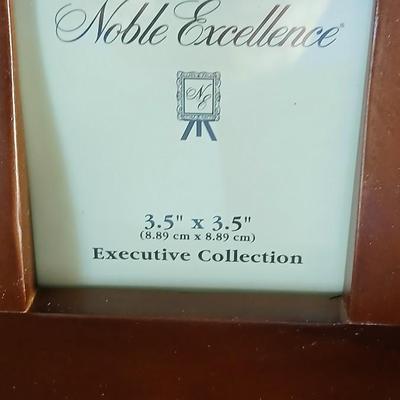 Noble Excellence®
NE
3.5" x 3.5"
(8.89 cm x 8.89 cm)
Executive Collection